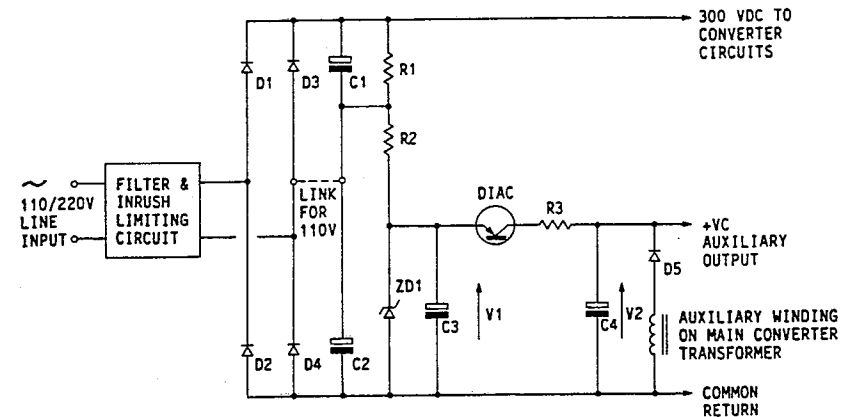 300 VDC TO
CONVERTER
CIRCUITS
D1
D3
C1
R1
R2
~
110/220V
LINE
INPUT
FILTER &
INRUSH
LIMITING
CIRCUIT
LINK
FOR
110V
DIAC
R3
+VC
AUXILIARY
OUTPUT
D5
ZD1
C3
V1
C4
V2
AUXILIARY WINDING
ON MAIN CONVERTER
TRANSFORMER
D2
D4
C2
COMMON
RETURN